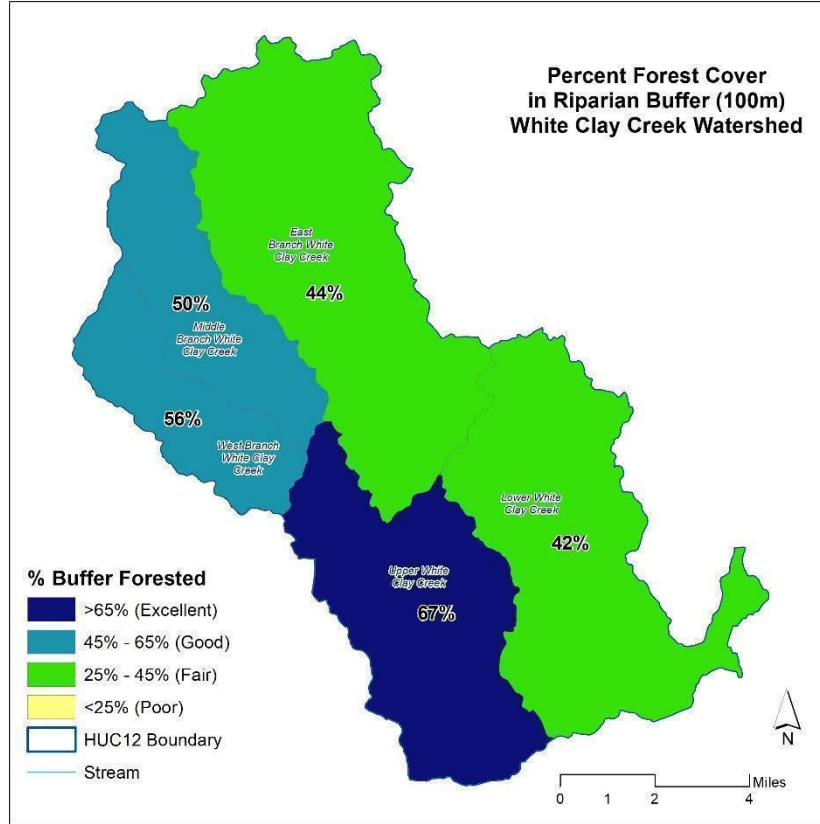 Percent Forest Cover
in Riparian Buffer (100m)
White Clay Creek Watershed
East
Branch White
Clay Creek
44%
50%
Middle
Branch White
Clay Creek
56%
West Branch
White Clay
Creek
Lower White
Clay Creek
42%
Upper White
Clay Creek
67%
% Buffer Forested
>65% (Excellent)
45% - 65% (Good)
25% - 45% (Fair)
<25% (Poor)
HUC12 Boundary
Stream
N
Miles
0 1 2 4